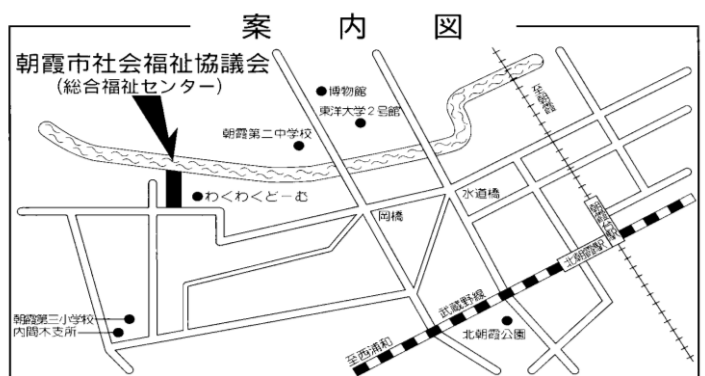 案内図
朝霞市社会福祉協議会
(総合福祉センター)
博物館
東洋大学2号館
朝霞第二中学校
至朝霞
わくわくどーむ
水道橋
岡橋
朝霞台駅
北朝霞駅
武蔵野線
朝霞第三小学校
内間木支所
北朝霞公園
至西浦和